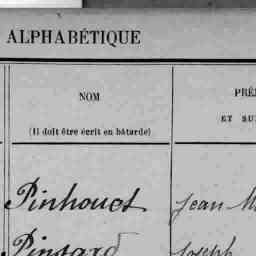 ALPHABÉTIQUE
NOM
PRÉ
ET SU
(Il doit être écrit en bâtarde)
Pinhouet Jean M
Pinsard Joseph